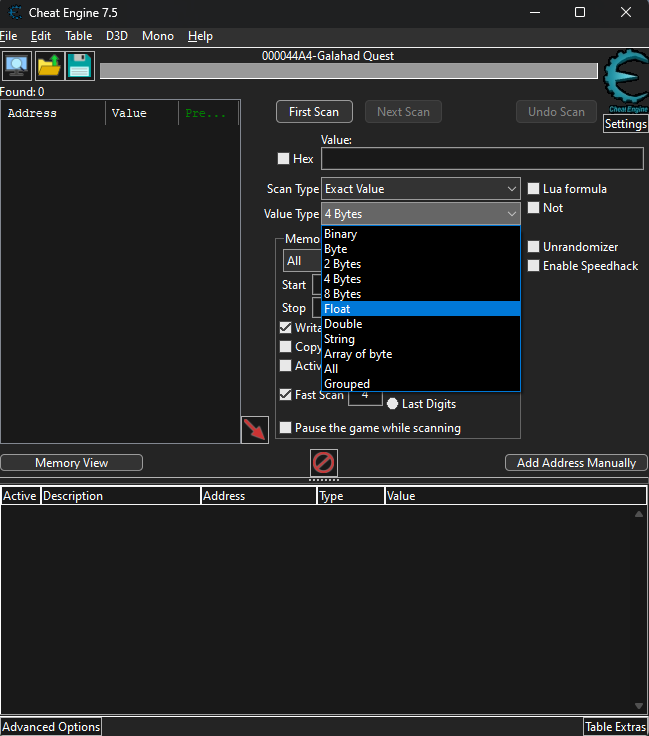 Cheat Engine 7.5
File Edit Table D3D Mono Help
000044A4-Galahad Quest
Found: 0
Address Value Pre...
First Scan Next Scan Undo Scan
Cheat Engine
Settings
Value:
Hex
Scan Type Exact Value Lua formula
Value Type 4 Bytes Not
Binary
Byte
2 Bytes
4 Bytes
8 Bytes
Float
Double
String
Array of byte
All
Grouped
Memo
All
Start
Stop
Writa
Copy
Activ
Unrandomizer
Enable Speedhack
Fast Scan 4
Last Digits
Pause the game while scanning
Memory View Add Address Manually
Active Description Address Type Value
Advanced Options Table Extras